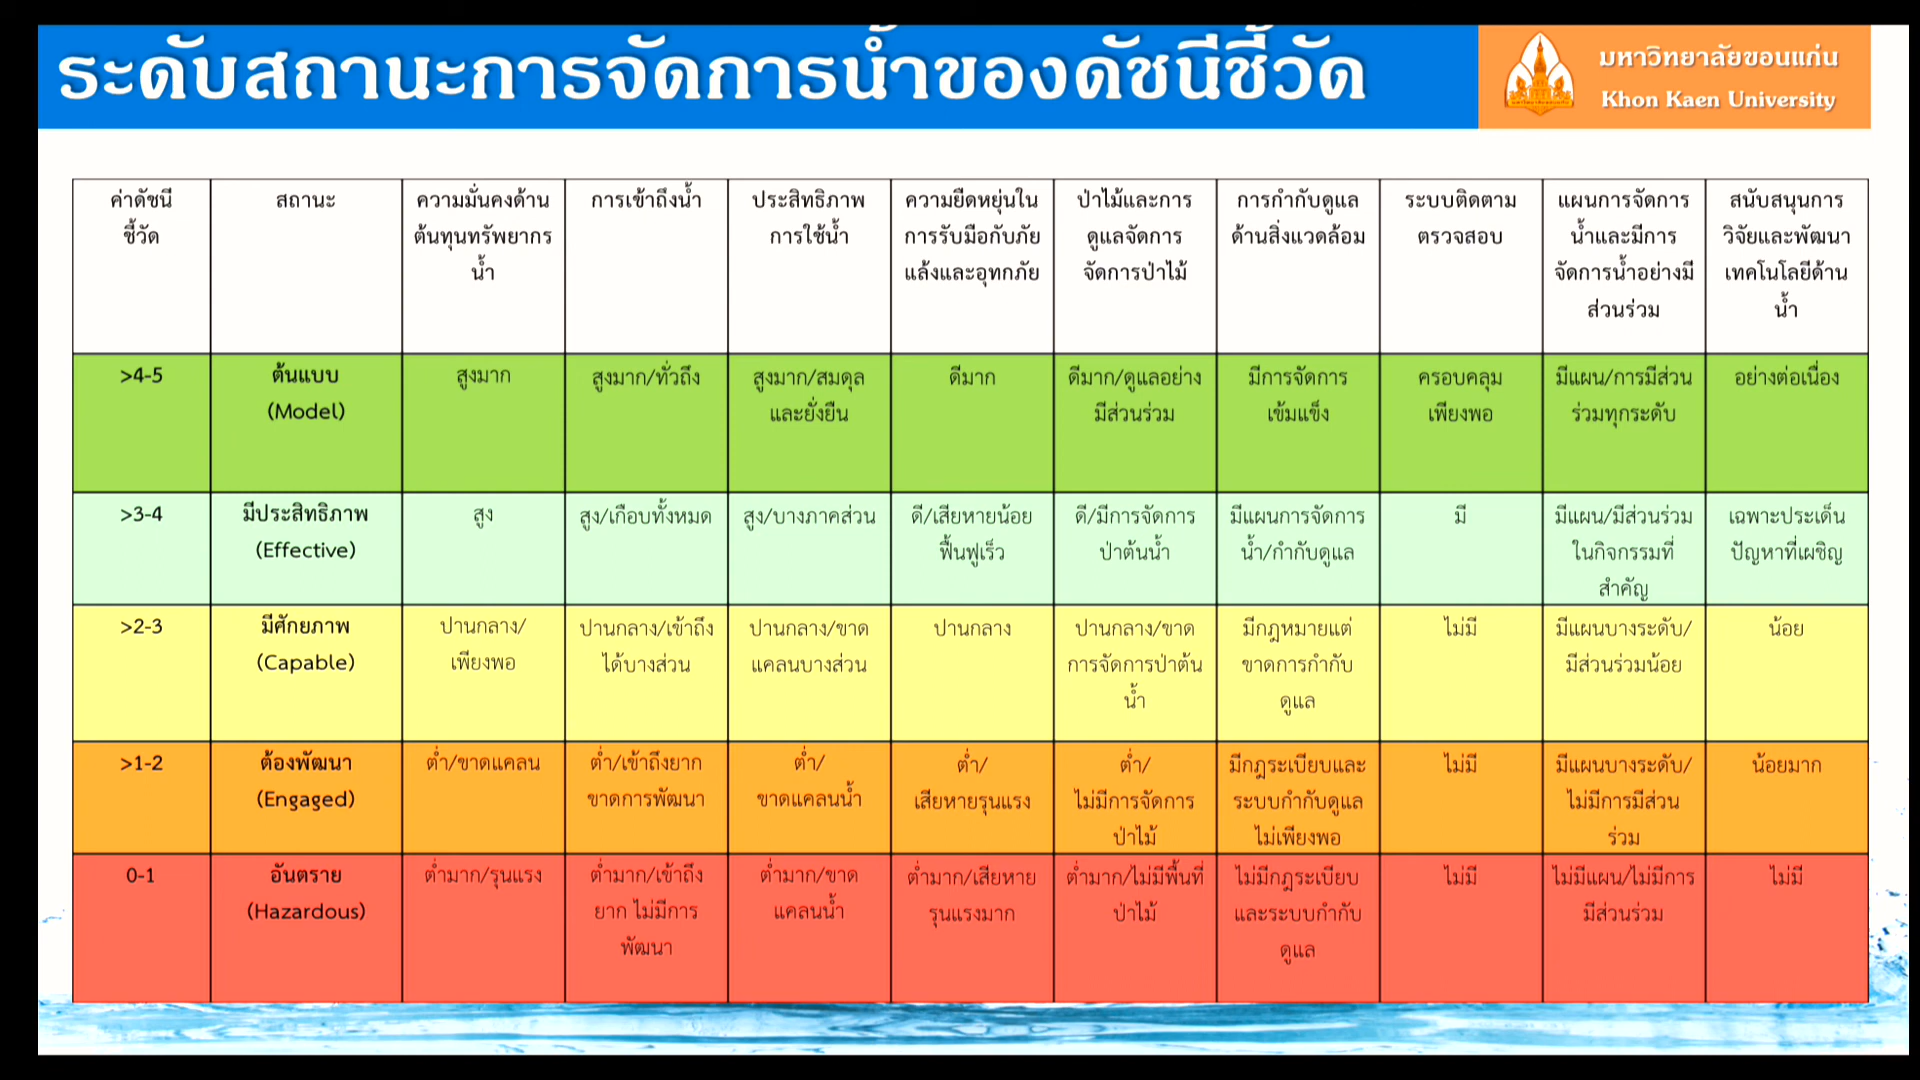 ระดับสถานะการจัดการน้ำของดัชนีชี้วัด
มหาวิทยาลัยขอนแก่น
Khon Kaen University
ค่าดัชนี
ชี้วัด
สถานะ
ความมั่นคงด้าน
ต้นทุนทรัพยากร
น้ำ
การเข้าถึงน้ำ
ประสิทธิภาพ
การใช้น้ำ
ความยืดหยุ่นใน
การรับมือกับภัย
แล้งและอุทกภัย
ป่าไม้และการ
ดูแลจัดการ
จัดการป่าไม้
การกำกับดูแล
ด้านสิ่งแวดล้อม
ระบบติดตาม
ตรวจสอบ
แผนการจัดการ
น้ำและมีการ
จัดการน้ำอย่างมี
ส่วนร่วม
สนับสนุนการ
วิจัยและพัฒนา
เทคโนโลยีด้าน
น้ำ
>4-5
ต้นแบบ
(Model)
สูงมาก
สูงมาก/ทั่วถึง
สูงมาก/สมดุล
และยั่งยืน
ดีมาก
ดีมาก/ดูแลอย่าง
มีส่วนร่วม
มีการจัดการ
เข้มแข็ง
ครอบคลุม
เพียงพอ
มีแผน/การมีส่วน
ร่วมทุกระดับ
อย่างต่อเนื่อง
>3-4
มีประสิทธิภาพ
(Effective)
สูง
สูง/เกือบทั้งหมด
สูง/บางภาคส่วน
ดี/เสียหายน้อย
ฟื้นฟูเร็ว
ดี/มีการจัดการ
ป่าต้นน้ำ
มีแผนการจัดการ
น้ำ/กำกับดูแล
มี
มีแผน/มีส่วนร่วม
ในกิจกรรมที่
สำคัญ
เฉพาะประเด็น
ปัญหาที่เผชิญ
>2-3
มีศักยภาพ
(Capable)
ปานกลาง/
เพียงพอ
ปานกลาง/เข้าถึง
ได้บางส่วน
ปานกลาง/ขาด
แคลนบางส่วน
ปานกลาง
ปานกลาง/ขาด
การจัดการป่าต้น
น้ำ
มีกฎหมายแต่
ขาดการกำกับ
ดูแล
ไม่มี
มีแผนบางระดับ/
มีส่วนร่วมน้อย
น้อย
>1-2
ต้องพัฒนา
(Engaged)
ต่ำ/ขาดแคลน
ต่ำ/เข้าถึงยาก
ขาดการพัฒนา
ต่ำ/
ขาดแคลนน้ำ
ต่ำ/
เสียหายรุนแรง
ต่ำ/
ไม่มีการจัดการ
ป่าไม้
มีกฎระเบียบและ
ระบบกำกับดูแล
ไม่เพียงพอ
ไม่มี
มีแผนบางระดับ/
ไม่มีการมีส่วน
ร่วม
น้อยมาก
0-1
อันตราย
(Hazardous)
ต่ำมาก/รุนแรง
ต่ำมาก/เข้าถึง
ยาก ไม่มีการ
พัฒนา
ต่ำมาก/ขาด
แคลนน้ำ
ต่ำมาก/เสียหาย
รุนแรงมาก
ต่ำมาก/ไม่มีพื้นที่
ป่าไม้
ไม่มีกฎระเบียบ
และระบบกำกับ
ดูแล
ไม่มี
ไม่มีแผน/ไม่มีการ
มีส่วนร่วม
ไม่มี